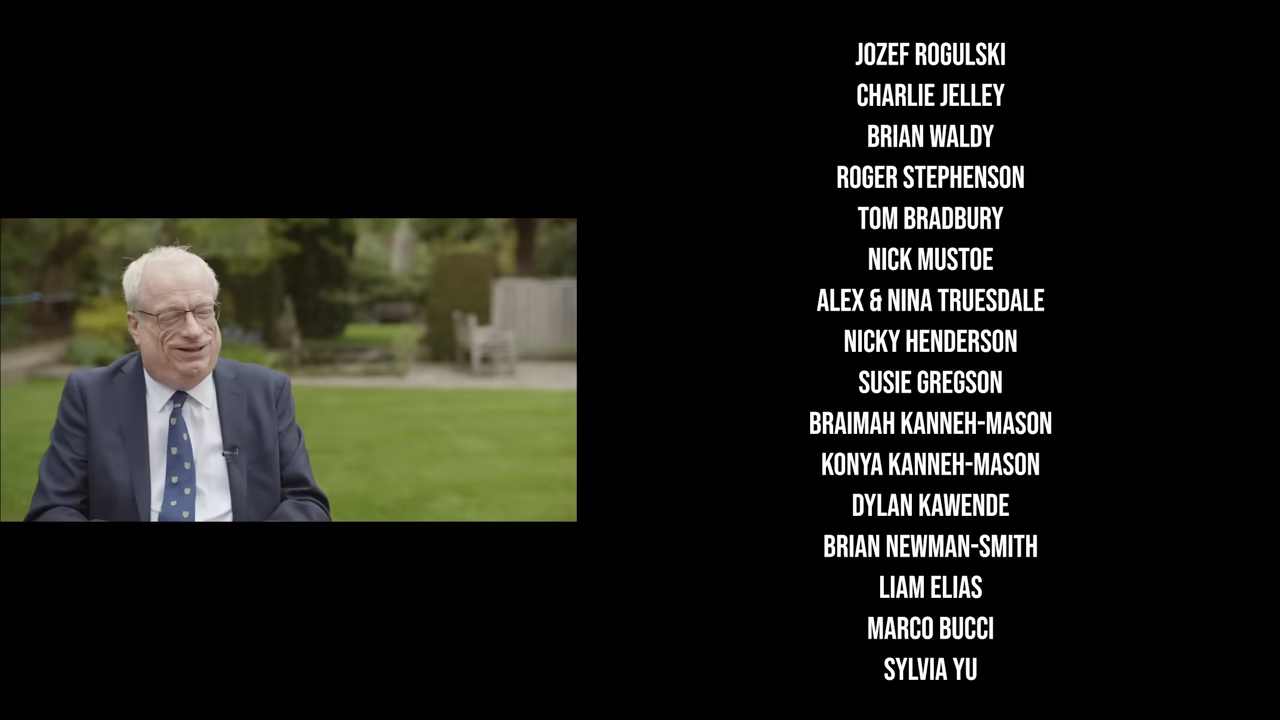 JOZEF ROGULSKI
CHARLIE JELLEY
BRIAN WALDY
ROGER STEPHENSON
TOM BRADBURY
NICK MUSTOE
ALEX & NINA TRUESDALE
NICKY HENDERSON
SUSIE GREGSON
BRAIMAH KANNEH-MASON
KONYA KANNEH-MASON
DYLAN KAWENDE
BRIAN NEWMAN-SMITH
LIAM ELIAS
MARCO BUCCI
SYLVIA YU